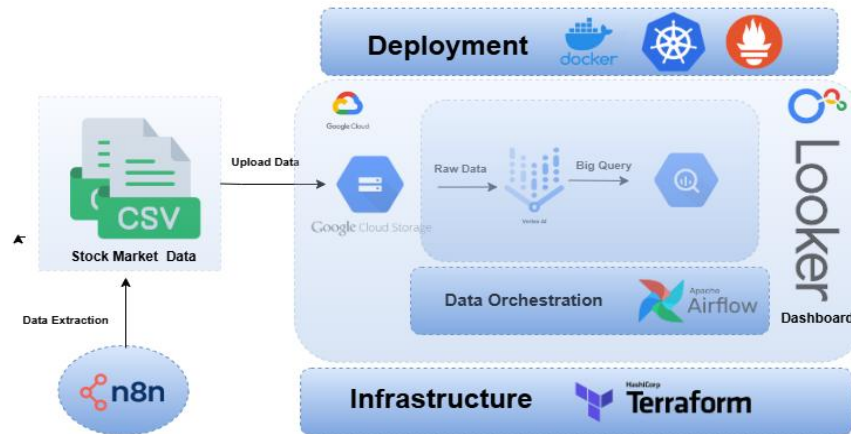 Deployment
docker
Google Cloud
Upload Data
Raw Data
Big Query
Looker
CSV
Vertex AI
Google Cloud Storage
Stock Market Data
Data Orchestration
Apache
Airflow
Dashboard
Data Extraction
n8n
Infrastructure
HashiCorp
Terraform